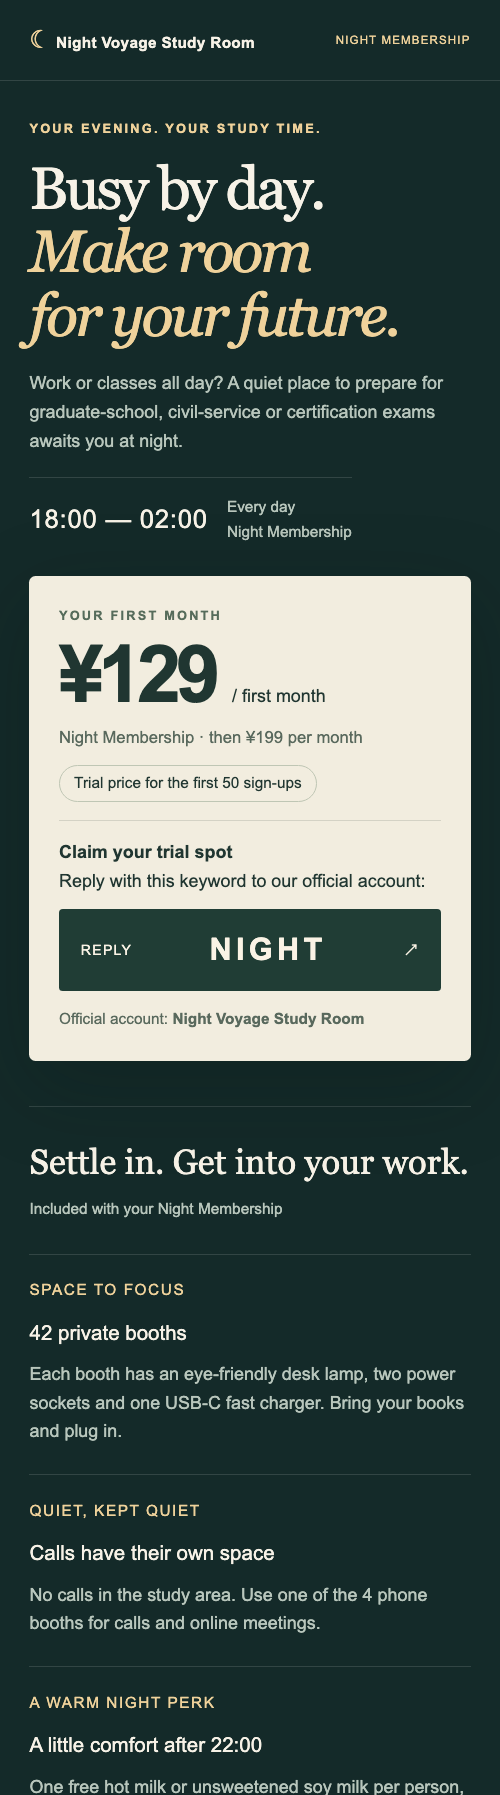 Night Voyage Study Room
NIGHT MEMBERSHIP
YOUR EVENING. YOUR STUDY TIME.
Busy by day.
Make room
for your future.
Work or classes all day? A quiet place to prepare for
graduate-school, civil-service or certification exams
awaits you at night.
18:00 — 02:00
Every day
Night Membership
YOUR FIRST MONTH
¥129 / first month
Night Membership · then ¥199 per month
Trial price for the first 50 sign-ups
Claim your trial spot
Reply with this keyword to our official account:
REPLY NIGHT ↗
Official account: Night Voyage Study Room
Settle in. Get into your work.
Included with your Night Membership
SPACE TO FOCUS
42 private booths
Each booth has an eye-friendly desk lamp, two power
sockets and one USB-C fast charger. Bring your books
and plug in.
QUIET, KEPT QUIET
Calls have their own space
No calls in the study area. Use one of the 4 phone
booths for calls and online meetings.
A WARM NIGHT PERK
A little comfort after 22:00
One free hot milk or unsweetened soy milk per person,